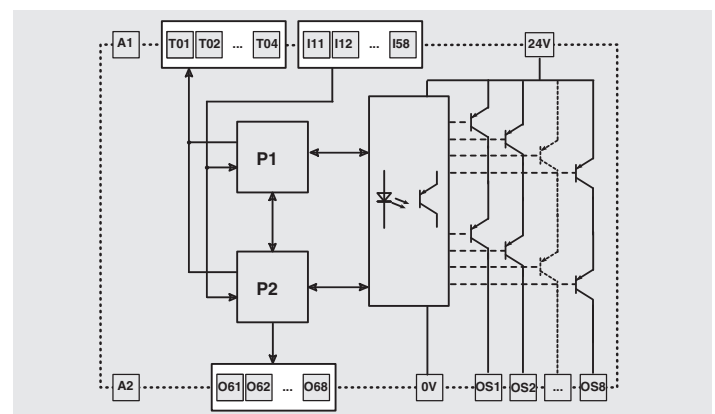 A1 T01 T02 ... T04 I11 I12 ... I58 24V
P1
P2
A2 O61 O62 ... O68 0V OS1 OS2 ... OS8